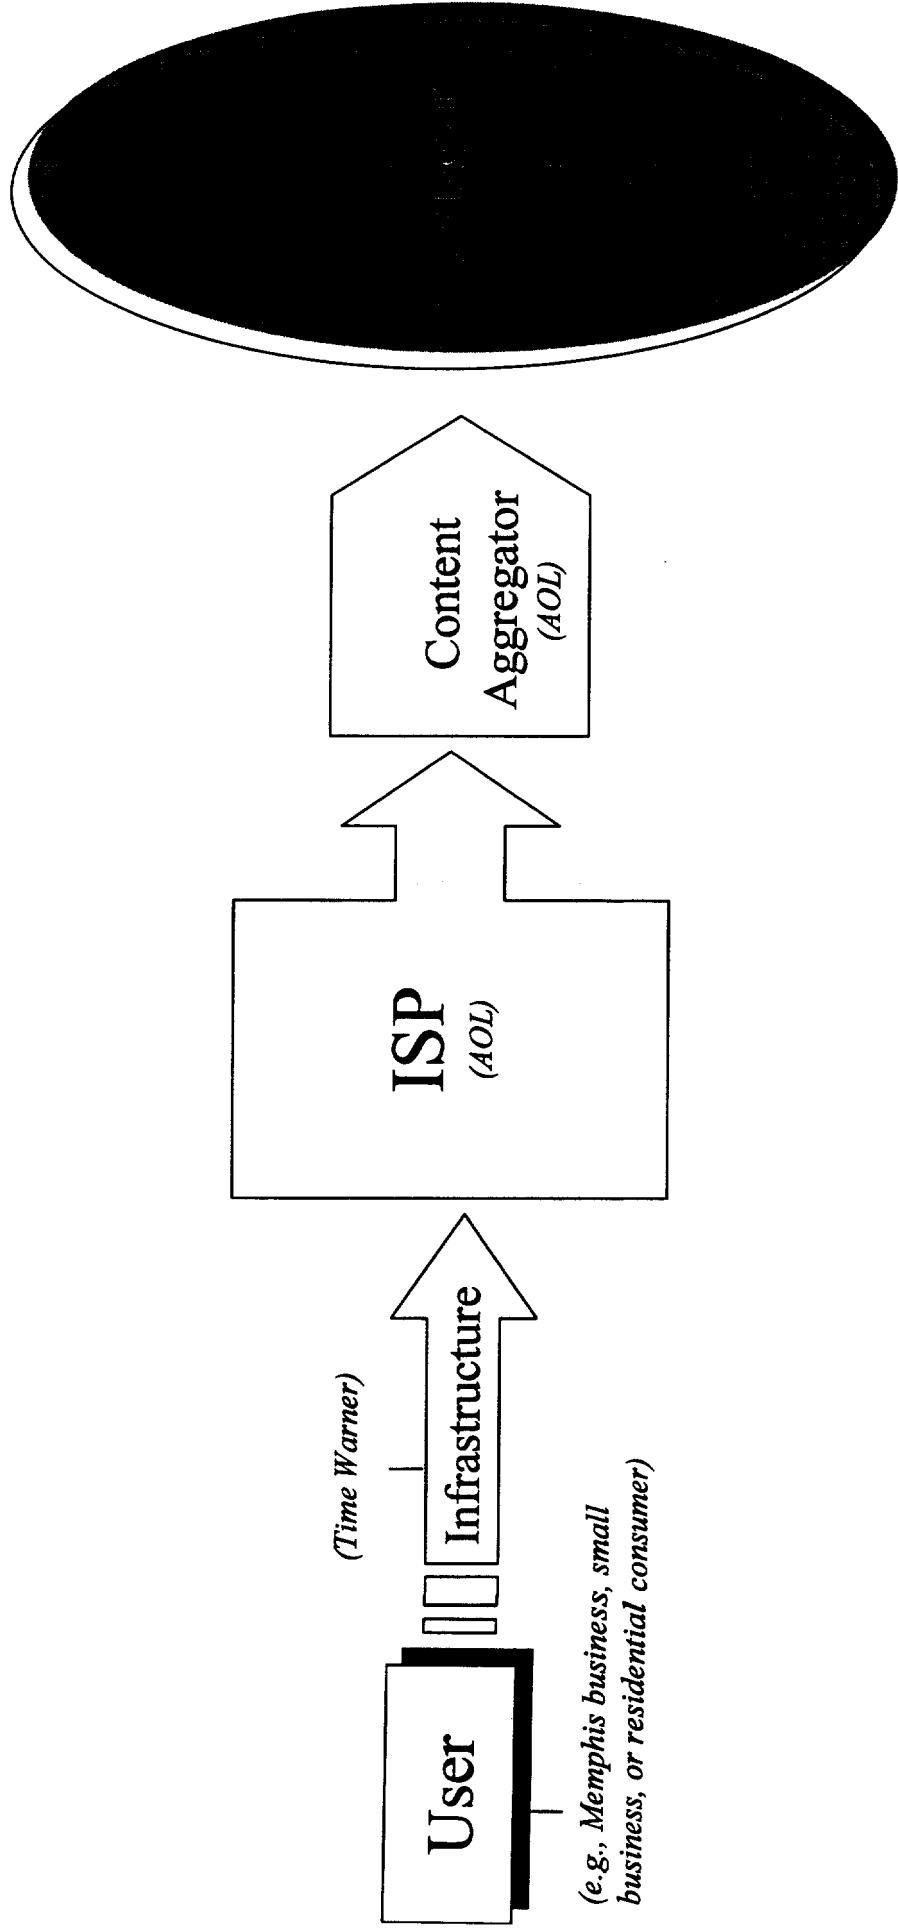 User
(e.g., Memphis business, small
business, or residential consumer)
(Time Warner)
Infrastructure
ISP
(AOL)
Content
Aggregator
(AOL)